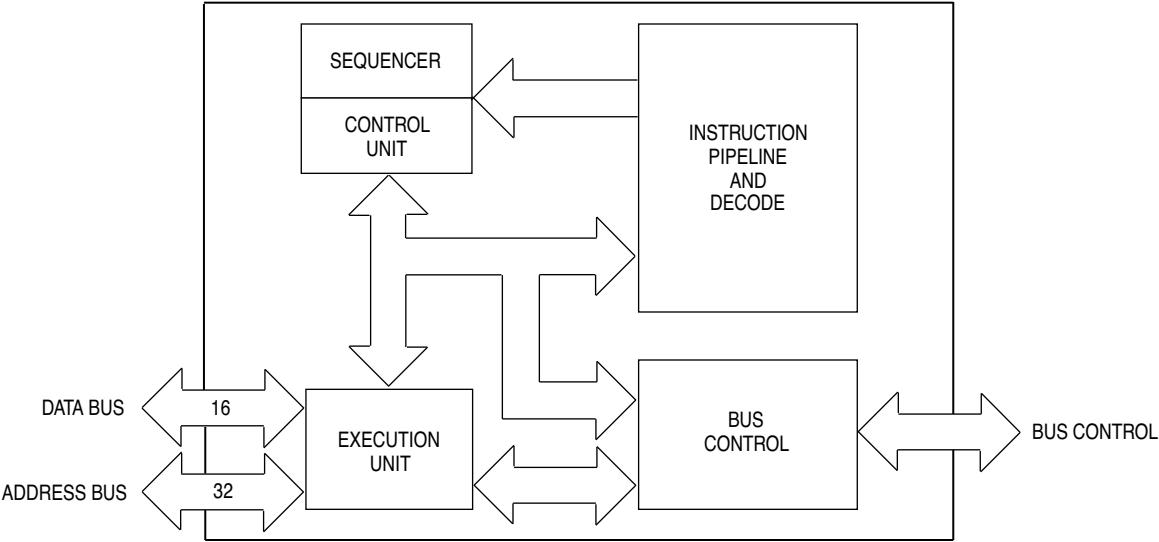 SEQUENCER
CONTROL
UNIT
INSTRUCTION
PIPELINE
AND
DECODE
DATA BUS
16
EXECUTION
UNIT
BUS
CONTROL
BUS CONTROL
ADDRESS BUS
32